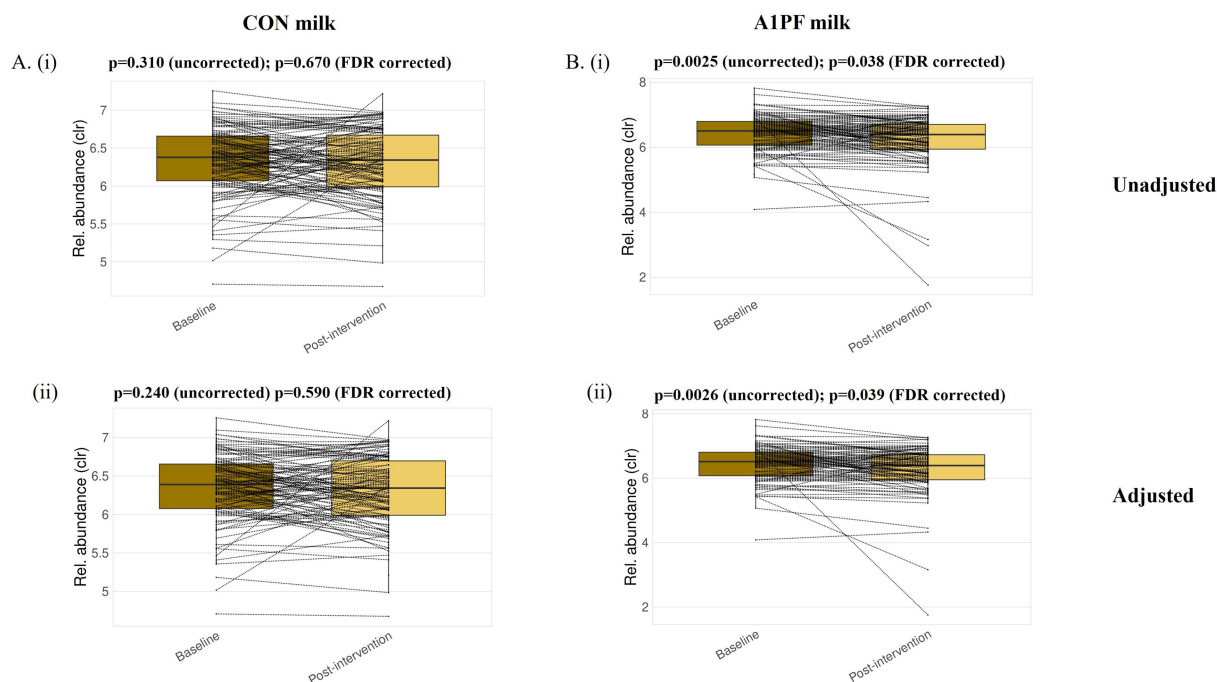 CON milk
A1PF milk
A. (i)
p=0.310 (uncorrected); p=0.670 (FDR corrected)
Rel. abundance (clr)
7
6.5
6
5.5
5
Baseline
Post-intervention
B. (i)
p=0.0025 (uncorrected); p=0.038 (FDR corrected)
Rel. abundance (clr)
8
6
4
2
Baseline
Post-intervention
Unadjusted
(ii)
p=0.240 (uncorrected) p=0.590 (FDR corrected)
Rel. abundance (clr)
7
6.5
6
5.5
5
Baseline
Post-intervention
(ii)
p=0.0026 (uncorrected); p=0.039 (FDR corrected)
Rel. abundance (clr)
8
6
4
2
Baseline
Post-intervention
Adjusted